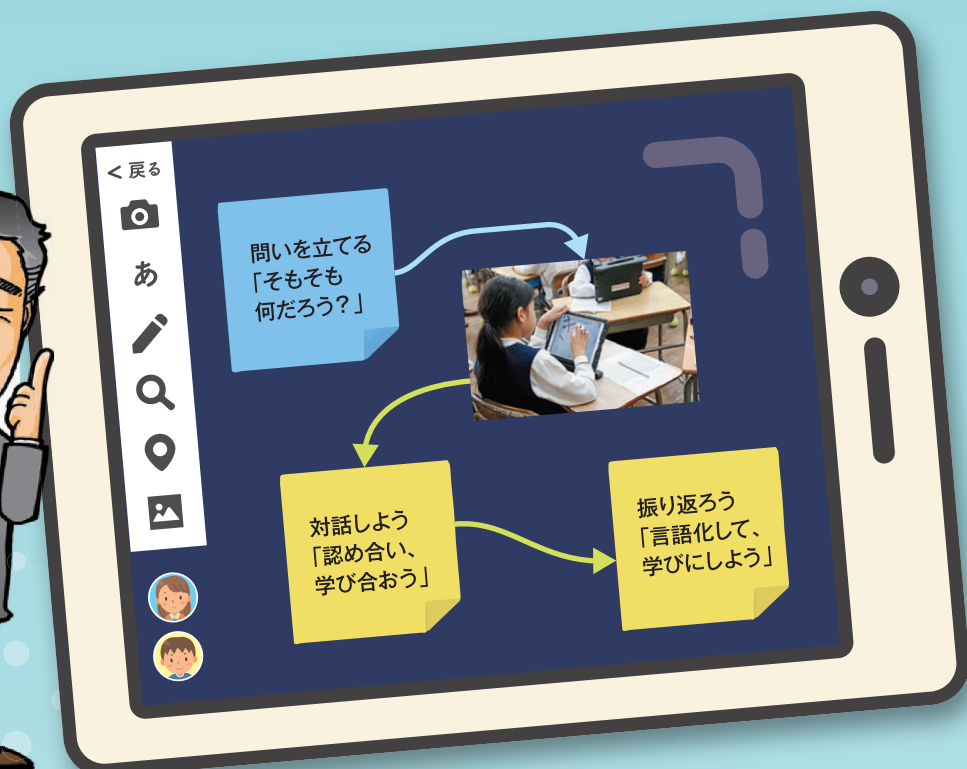 < 戻る
あ
問いを立てる
「そもそも
何だろう？」
対話しよう
「認め合い、
学び合おう」
振り返ろう
「言語化して、
学びにしよう」